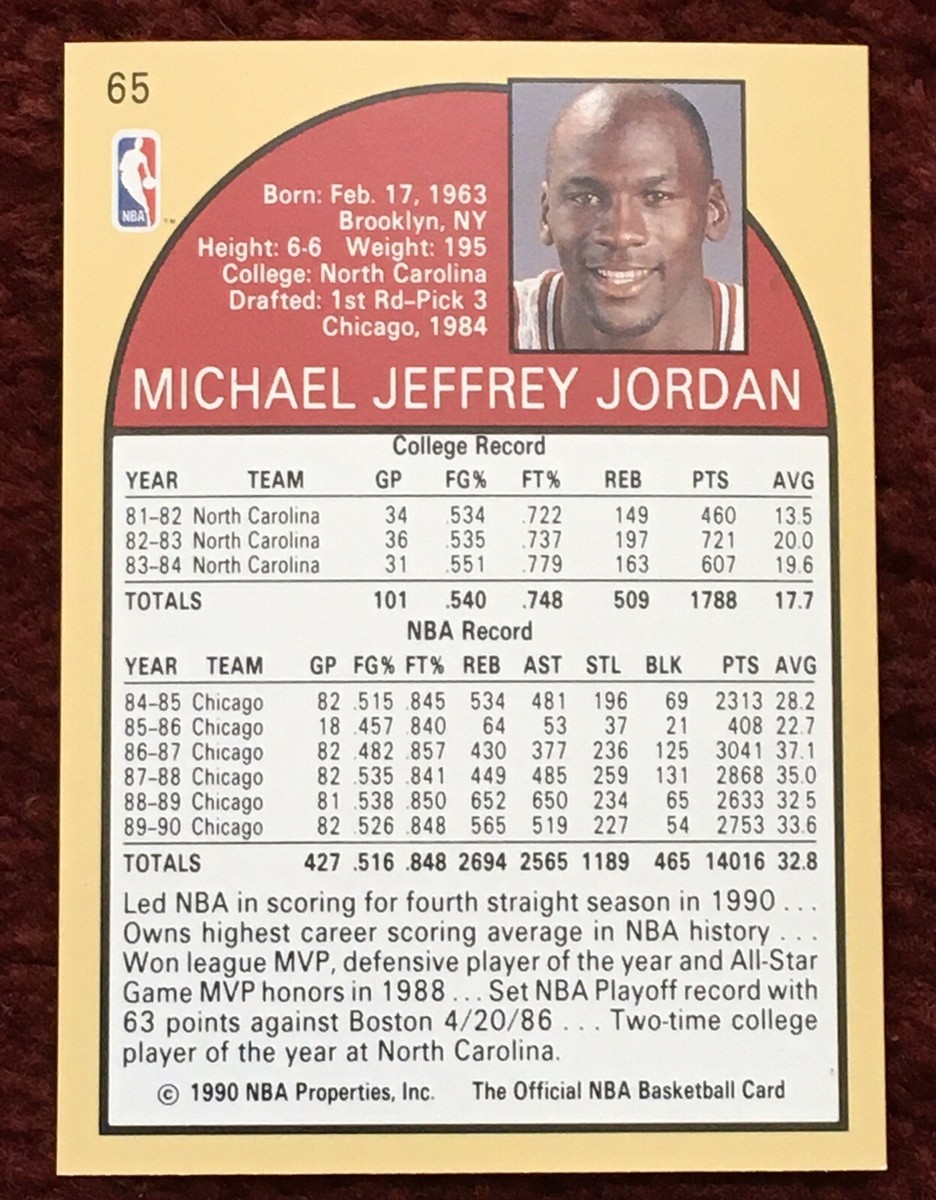 65
NBA
TM
Born: Feb. 17, 1963
Brooklyn, NY
Height: 6-6 Weight: 195
College: North Carolina
Drafted: 1st Rd–Pick 3
Chicago, 1984
MICHAEL JEFFREY JORDAN
College Record
YEAR TEAM GP FG% FT% REB PTS AVG
81–82 North Carolina 34 .534 .722 149 460 13.5
82–83 North Carolina 36 .535 .737 197 721 20.0
83–84 North Carolina 31 .551 .779 163 607 19.6
TOTALS 101 .540 .748 509 1788 17.7
NBA Record
YEAR TEAM GP FG% FT% REB AST STL BLK PTS AVG
84–85 Chicago 82 .515 .845 534 481 196 69 2313 28.2
85–86 Chicago 18 .457 .840 64 53 37 21 408 22.7
86–87 Chicago 82 .482 .857 430 377 236 125 3041 37.1
87–88 Chicago 82 .535 .841 449 485 259 131 2868 35.0
88–89 Chicago 81 .538 .850 652 650 234 65 2633 32.5
89–90 Chicago 82 .526 .848 565 519 227 54 2753 33.6
TOTALS 427 .516 .848 2694 2565 1189 465 14016 32.8
Led NBA in scoring for fourth straight season in 1990 . . .
Owns highest career scoring average in NBA history . . .
Won league MVP, defensive player of the year and All-Star
Game MVP honors in 1988 . . . Set NBA Playoff record with
63 points against Boston 4/20/86 . . . Two-time college
player of the year at North Carolina.
© 1990 NBA Properties, Inc. The Official NBA Basketball Card